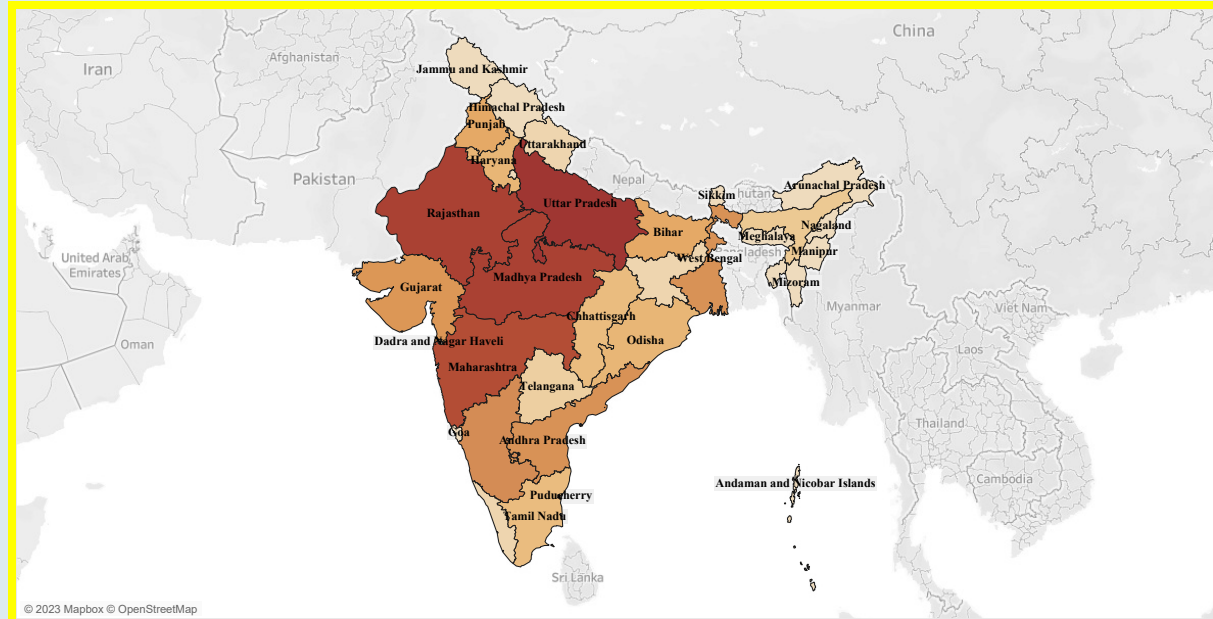 China
Afghanistan
Iran
Jammu and Kashmir
Himachal Pradesh
Punjab
Uttarakhand
Haryana
Pakistan
Nepal
Arunachal Pradesh
Sikkim
hutan
Uttar Pradesh
Rajasthan
Bihar
Nagaland
Meghalaya
Manipur
Bangladesh
West Bengal
United Arab
Emirates
Madhya Pradesh
Mizoram
Gujarat
Myanmar
Viet Nam
Chhattisgarh
Oman
Dadra and Nagar Haveli
Odisha
Laos
Maharashtra
Telangana
Thailand
Goa
Andhra Pradesh
Cambodia
Andaman and Nicobar Islands
Puducherry
Tamil Nadu
Sri Lanka
© 2023 Mapbox © OpenStreetMap